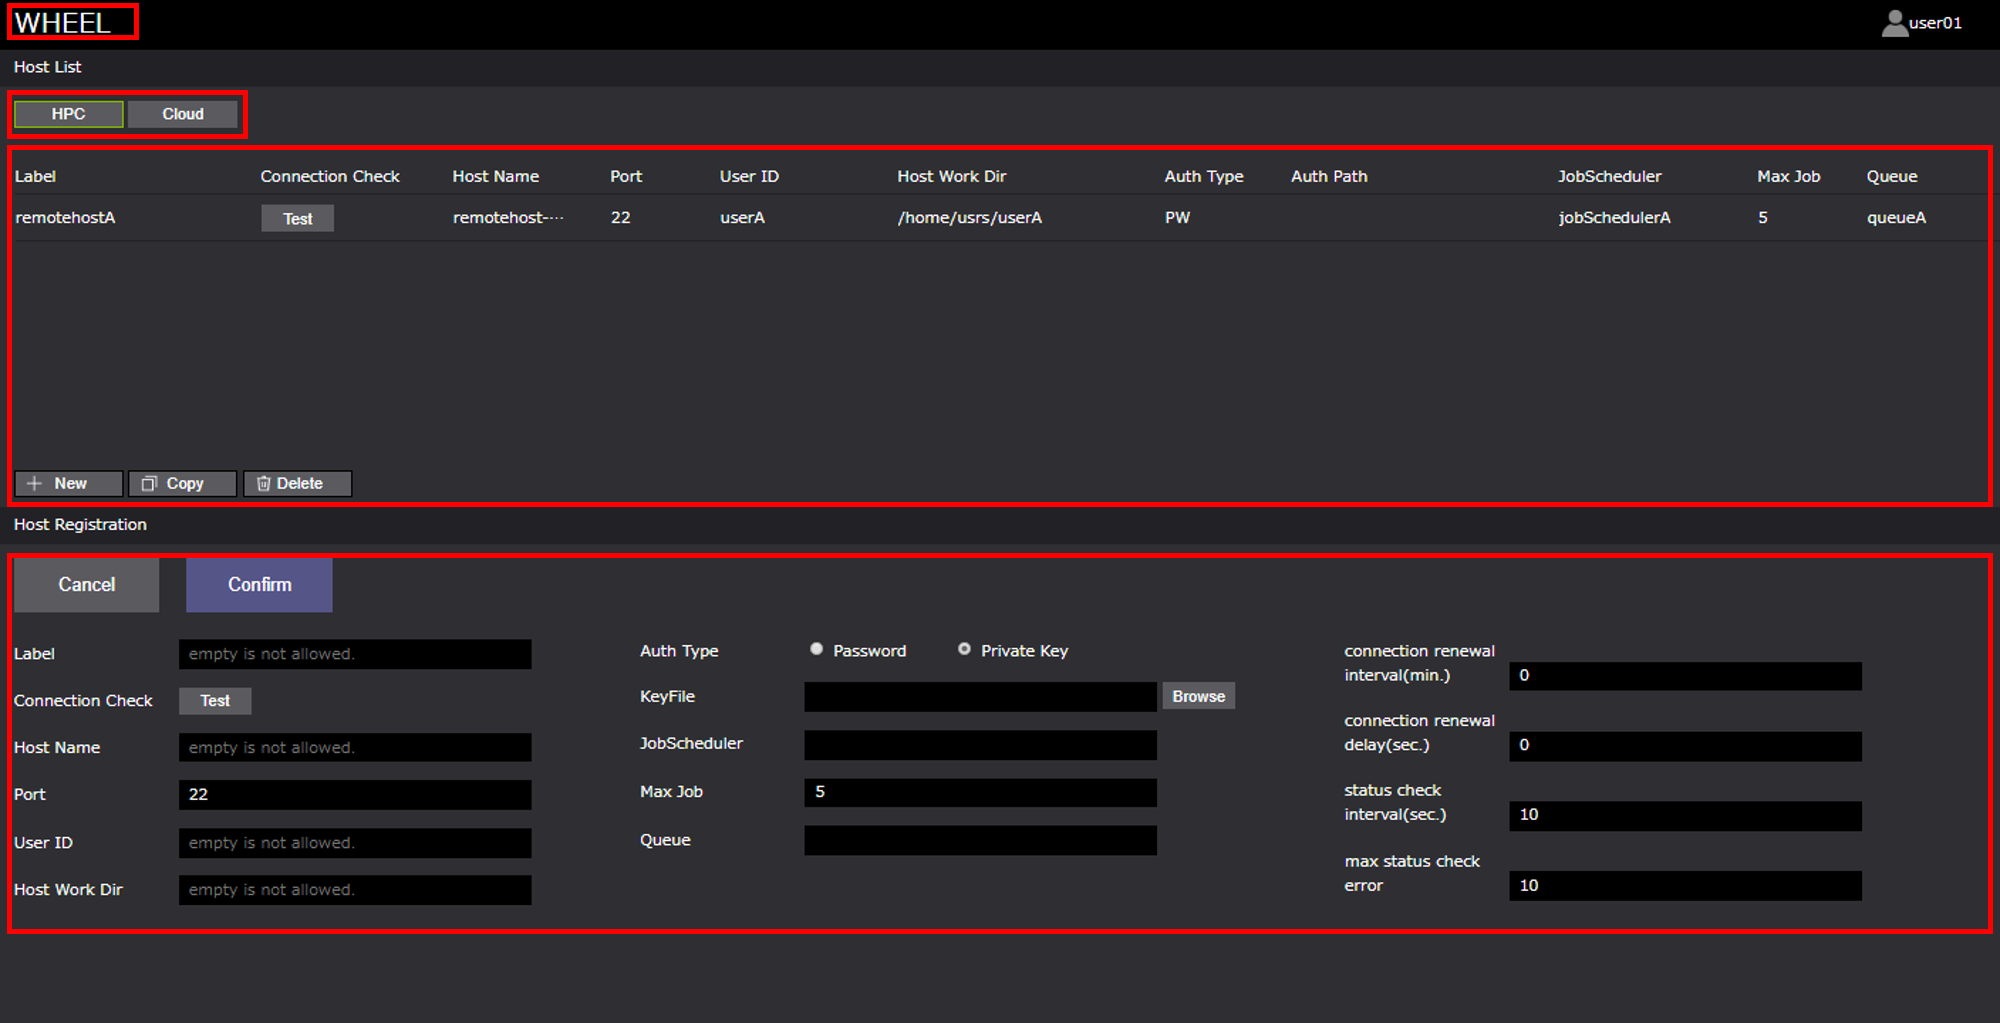 WHEEL
user01
Host List
HPC Cloud
Label Connection Check Host Name Port User ID Host Work Dir Auth Type Auth Path JobScheduler Max Job Queue
remotehostA Test remotehost-··· 22 userA /home/usrs/userA PW jobSchedulerA 5 queueA
New Copy Delete
Host Registration
Cancel Confirm
Label empty is not allowed.
Connection Check Test
Host Name empty is not allowed.
Port 22
User ID empty is not allowed.
Host Work Dir empty is not allowed.
Auth Type Password Private Key
KeyFile Browse
JobScheduler
Max Job 5
Queue
connection renewal
interval(min.) 0
connection renewal
delay(sec.) 0
status check
interval(sec.) 10
max status check
error 10